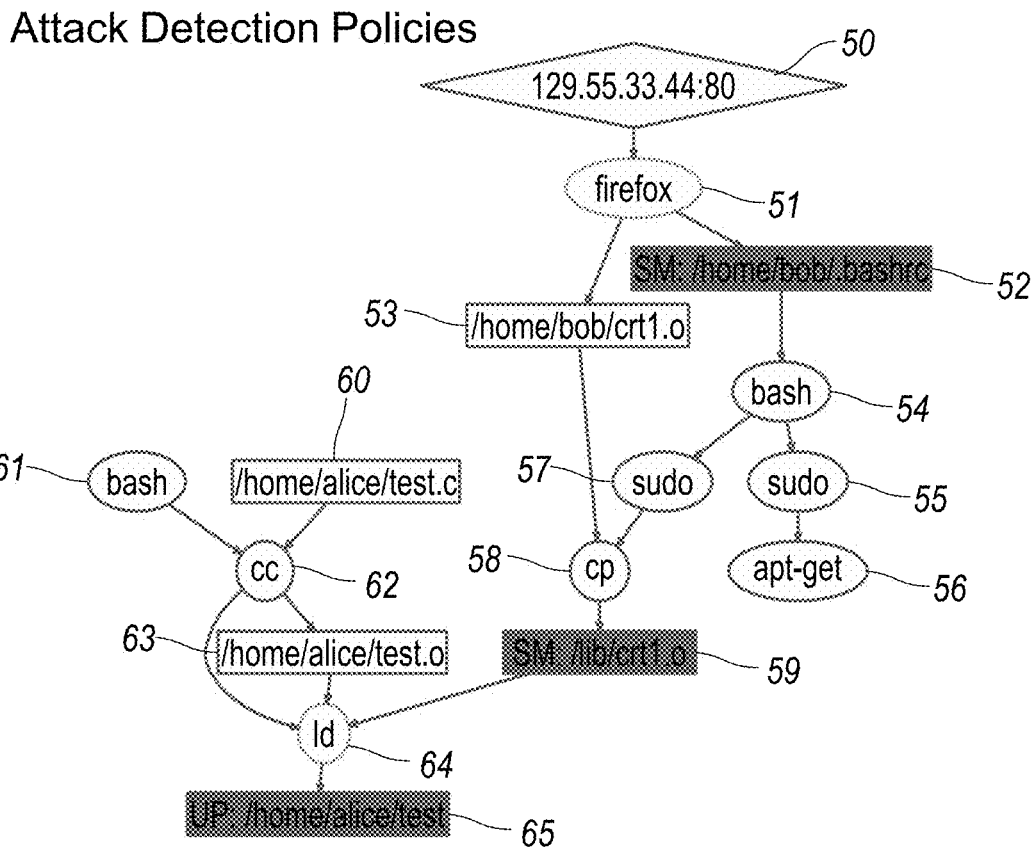 Attack Detection Policies
50
129.55.33.44:80
firefox
51
SM: /home/bob/.bashrc
52
53
/home/bob/crt1.o
60
bash
54
61
bash
/home/alice/test.c
57
sudo
sudo
55
cc
62
58
cp
apt-get
56
63
/home/alice/test.o
SM: /lib/crt1.o
59
ld
64
UP: /home/alice/test
65